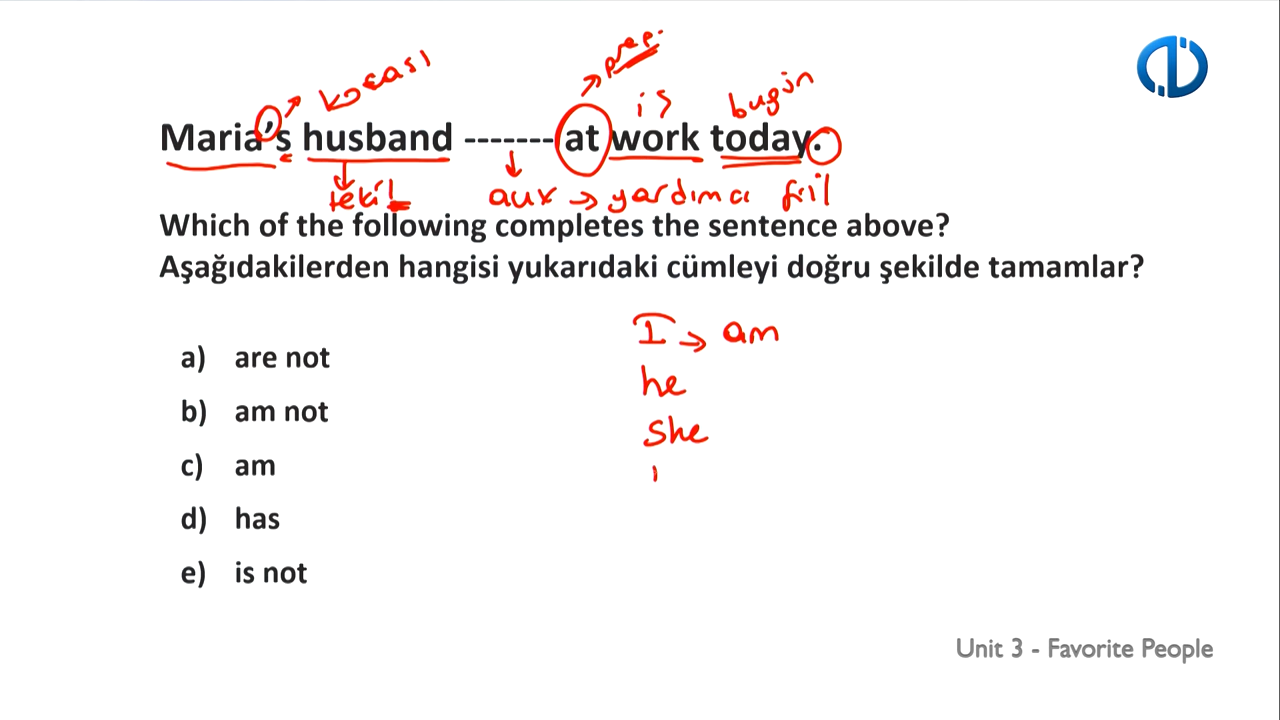 prep.
kocası iş bugün
Maria's husband ------- at work today.
tekil aux → yardımcı fiil
Which of the following completes the sentence above?
Aşağıdakilerden hangisi yukarıdaki cümleyi doğru şekilde tamamlar?
I → am
a) are not
he
b) am not
she
c) am
d) has
e) is not
Unit 3 - Favorite People